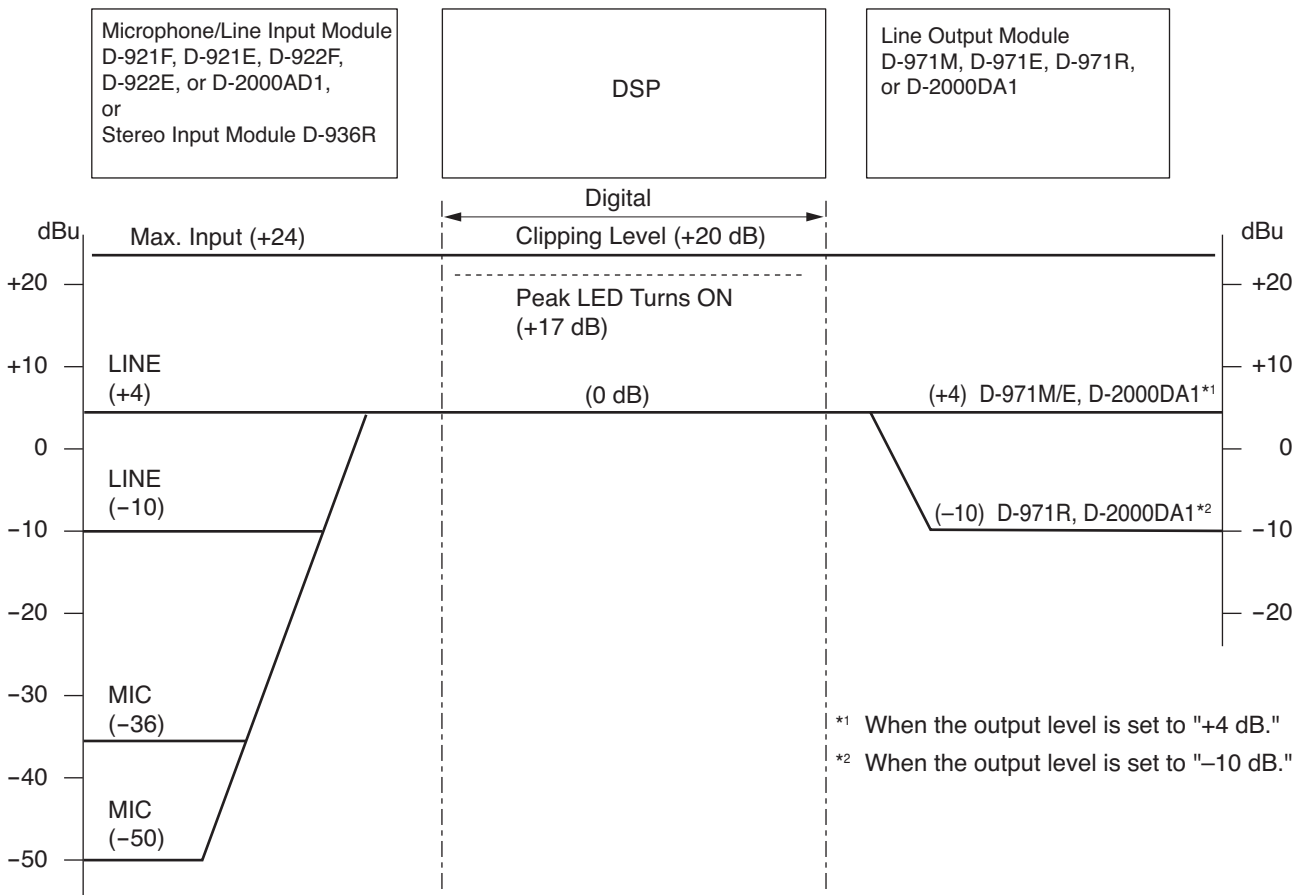 Microphone/Line Input Module
D-921F, D-921E, D-922F,
D-922E, or D-2000AD1,
or
Stereo Input Module D-936R
DSP
Line Output Module
D-971M, D-971E, D-971R,
or D-2000DA1
Digital
dBu
Max. Input (+24)
Clipping Level (+20 dB)
dBu
+20
+20
Peak LED Turns ON
(+17 dB)
+10
LINE
(+4)
(0 dB)
+10
(+4) D-971M/E, D-2000DA1*1
0
0
LINE
(−10)
−10
(–10) D-971R, D-2000DA1*2
−10
−20
−20
−30
MIC
(−36)
*1 When the output level is set to "+4 dB."
*2 When the output level is set to "–10 dB."
−40
MIC
(−50)
−50